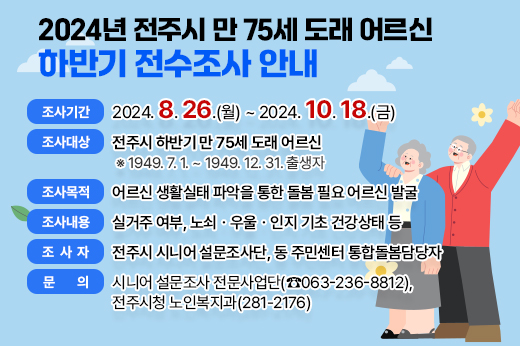 2024년 전주시 만 75세 도래 어르신
하반기 전수조사 안내
조사기간 2024. 8. 26.(월) ~ 2024. 10. 18.(금)
조사대상 전주시 하반기 만 75세 도래 어르신
※ 1949. 7. 1. ~ 1949. 12. 31. 출생자
조사목적 어르신 생활실태 파악을 통한 돌봄 필요 어르신 발굴
조사내용 실거주 여부, 노쇠 · 우울 · 인지 기초 건강상태 등
조 사 자 전주시 시니어 설문조사단, 동 주민센터 통합돌봄담당자
문 의 시니어 설문조사 전문사업단(☎063-236-8812),
전주시청 노인복지과(281-2176)